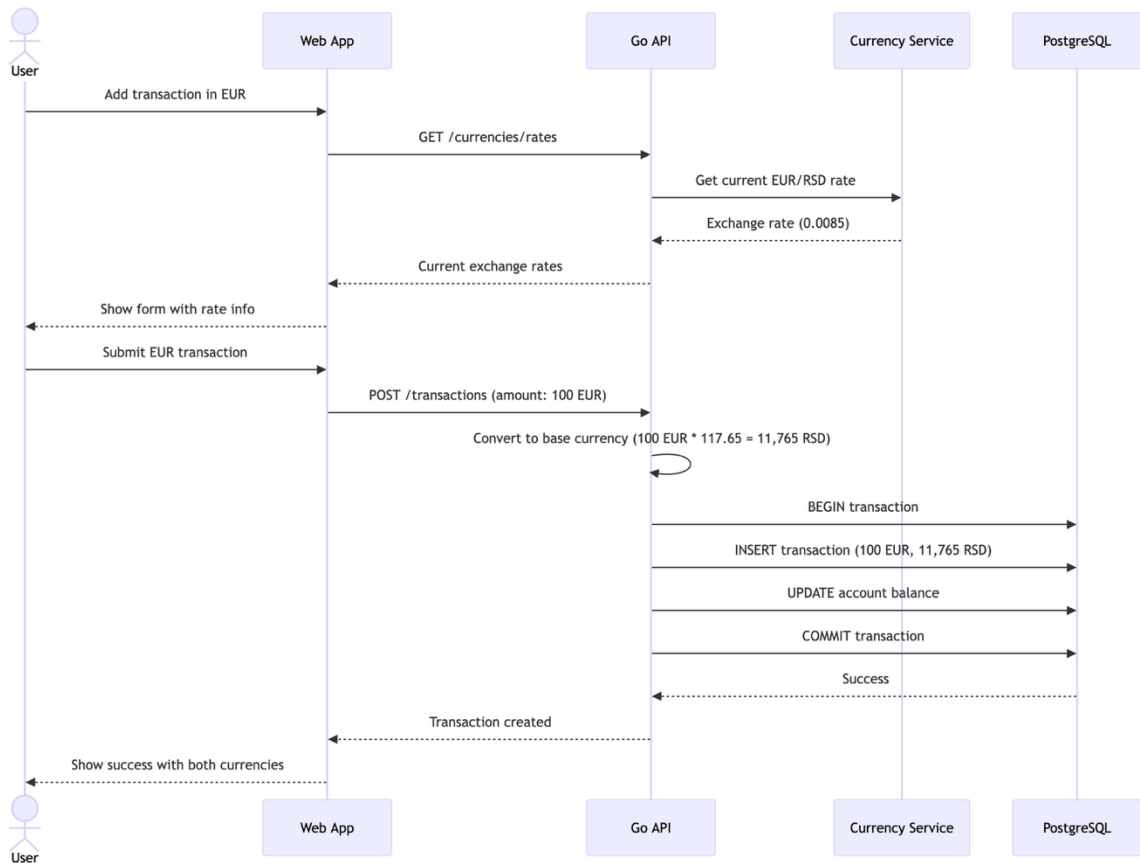 User
Web App
Go API
Currency Service
PostgreSQL
Add transaction in EUR
GET /currencies/rates
Get current EUR/RSD rate
Exchange rate (0.0085)
Current exchange rates
Show form with rate info
Submit EUR transaction
POST /transactions (amount: 100 EUR)
Convert to base currency (100 EUR * 117.65 = 11,765 RSD)
BEGIN transaction
INSERT transaction (100 EUR, 11,765 RSD)
UPDATE account balance
COMMIT transaction
Success
Transaction created
Show success with both currencies
User
Web App
Go API
Currency Service
PostgreSQL